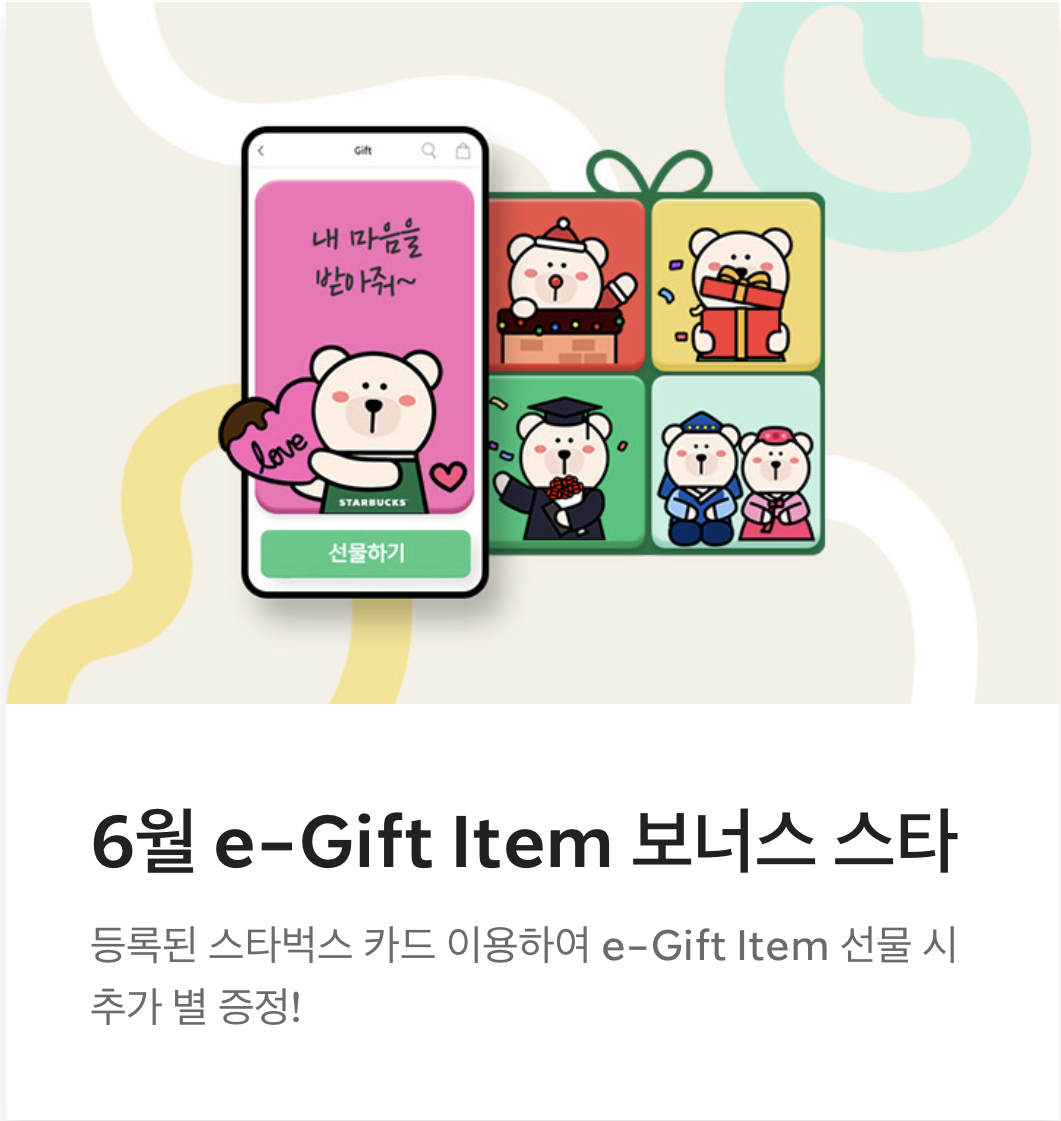 Gift
내 마음을
받아줘~
love
STARBUCKS
선물하기
6월 e-Gift Item 보너스 스타
등록된 스타벅스 카드 이용하여 e-Gift Item 선물 시
추가 별 증정!